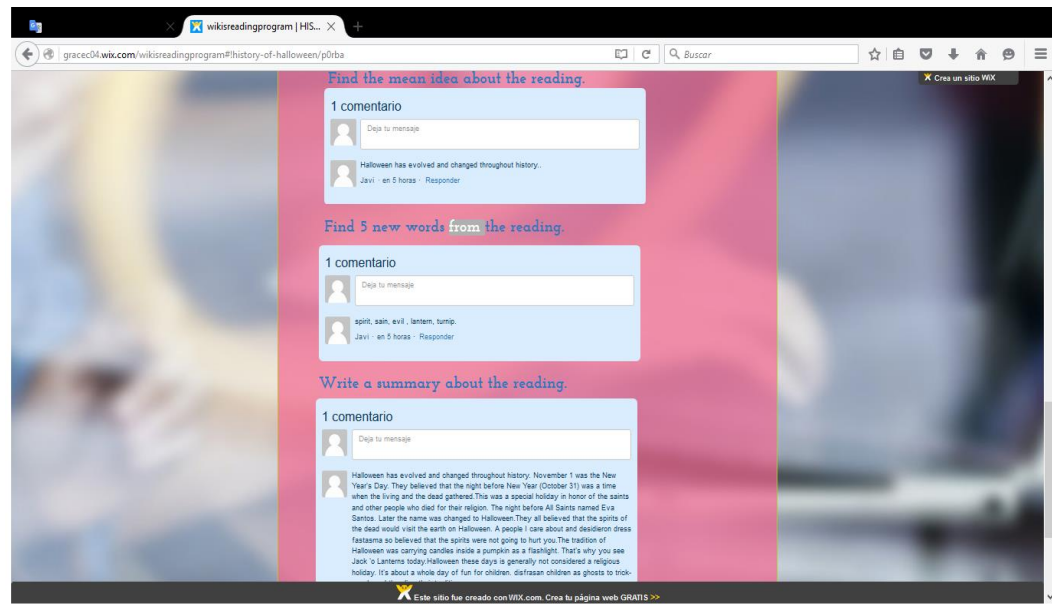 wikisreadingprogram | HIS...
gracec04.wix.com/wikisreadingprogram#!history-of-halloween/p0rba
Buscar
Crea un sitio WiX
Find the mean idea about the reading.
1 comentario
Deja tu mensaje
Halloween has evolved and changed throughout history..
Javi · en 5 horas · Responder
Find 5 new words from the reading.
1 comentario
Deja tu mensaje
spirit, sain, evil , lantern, turnip.
Javi · en 5 horas · Responder
Write a summary about the reading.
1 comentario
Deja tu mensaje
Halloween has evolved and changed throughout history. November 1 was the New
Year's Day. They believed that the night before New Year (October 31) was a time
when the living and the dead gathered.This was a special holiday in honor of the saints
and other people who died for their religion. The night before All Saints named Eva
Santos. Later the name was changed to Halloween.They all believed that the spirits of
the dead would visit the earth on Halloween. A people I care about and desidieron dress
fastasma so believed that the spirits were not going to hurt you.The tradition of
Halloween was carrying candles inside a pumpkin as a flashlight. That's why you see
Jack 'o Lanterns today.Halloween these days is generally not considered a religious
holiday. It's about a whole day of fun for children. disfrasan children as ghosts to trick-
Este sitio fue creado con WIX.com. Crea tu página web GRATIS >>